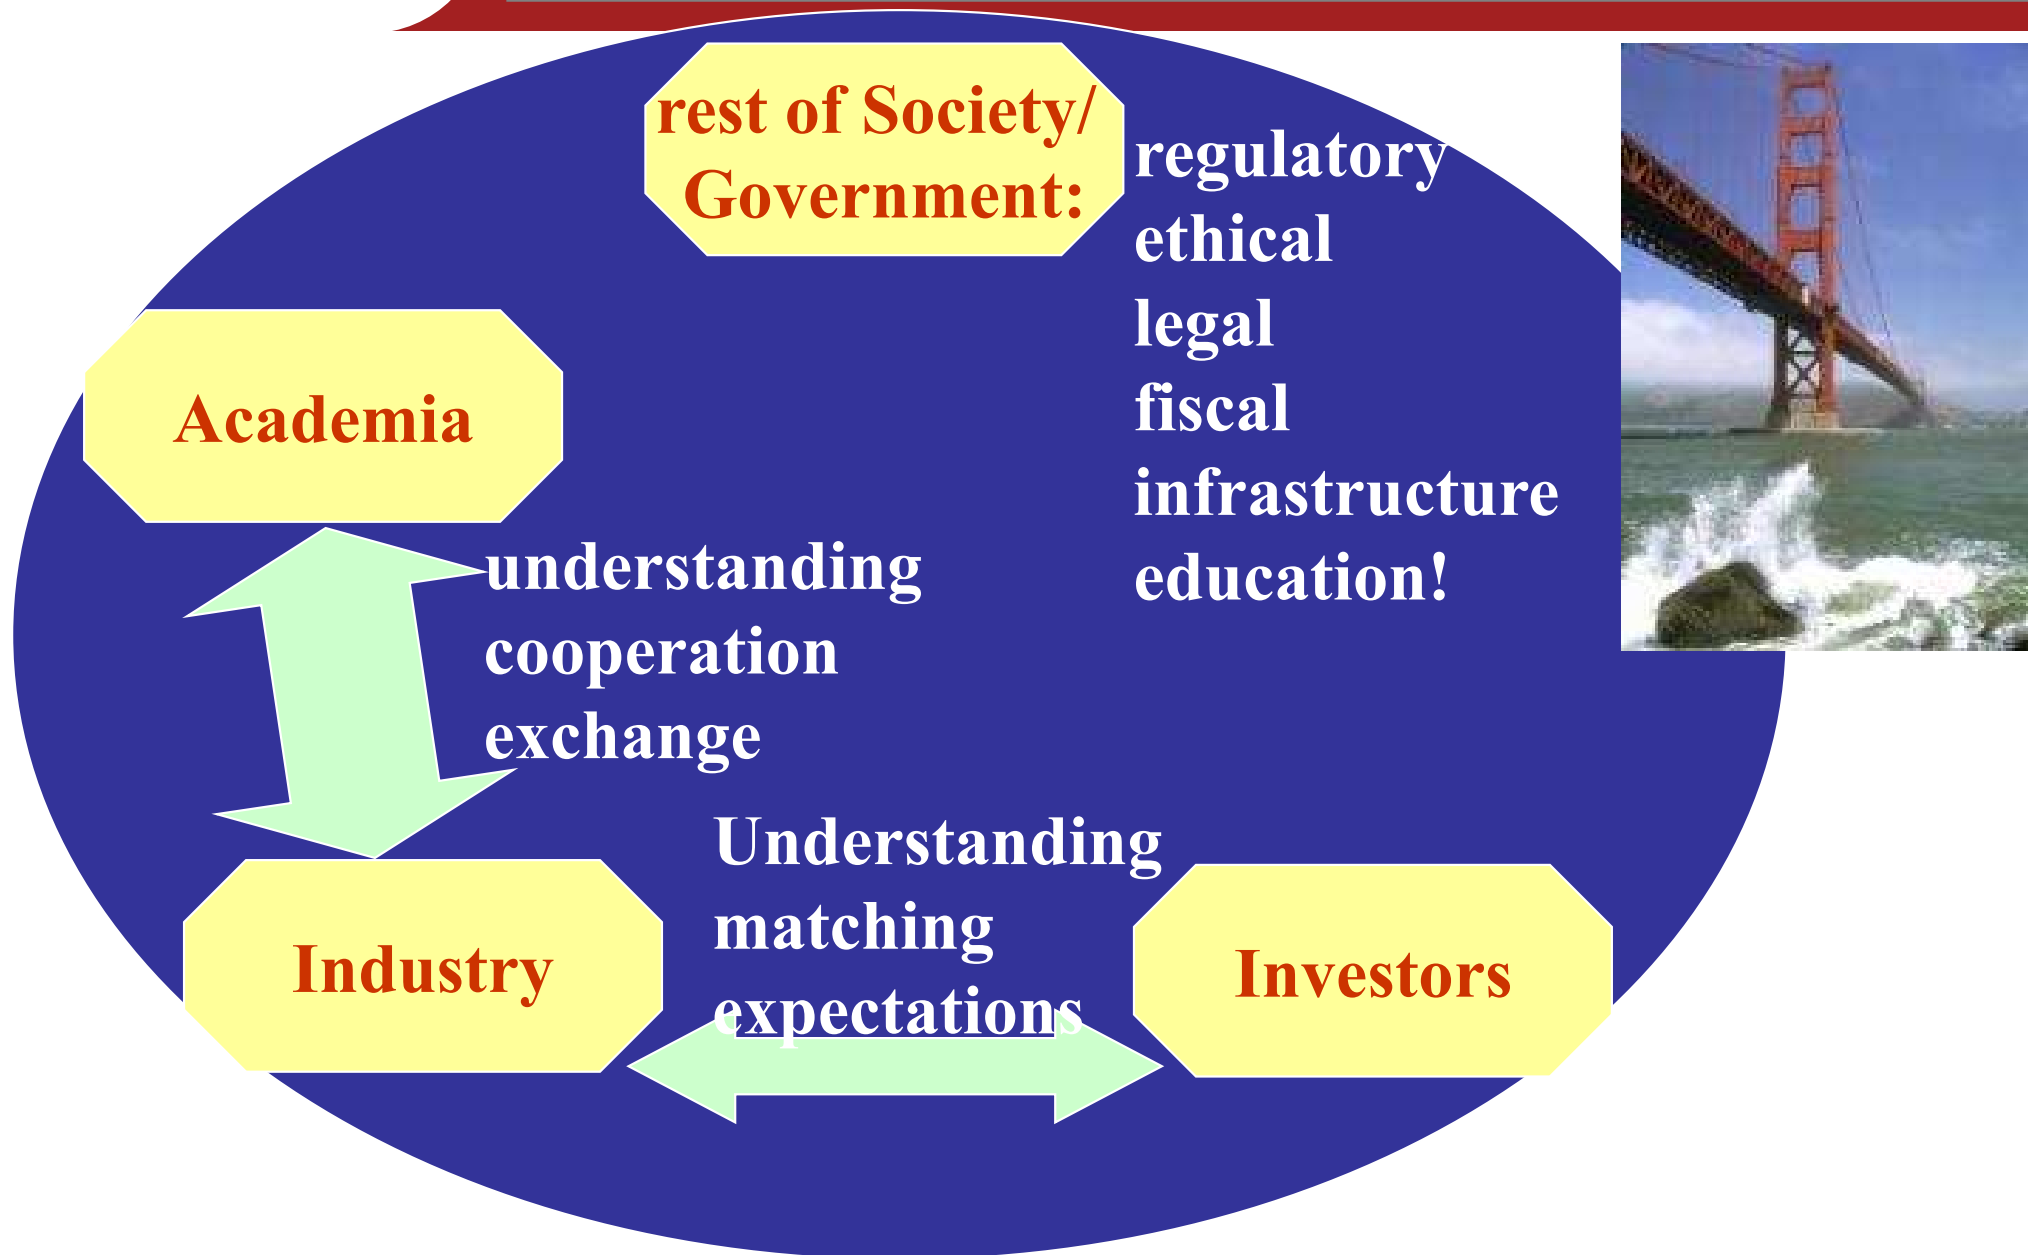 rest of Society/
Government:
regulatory
ethical
legal
fiscal
infrastructure
education!
Academia
understanding
cooperation
exchange
Understanding
matching
expectations
Industry
Investors